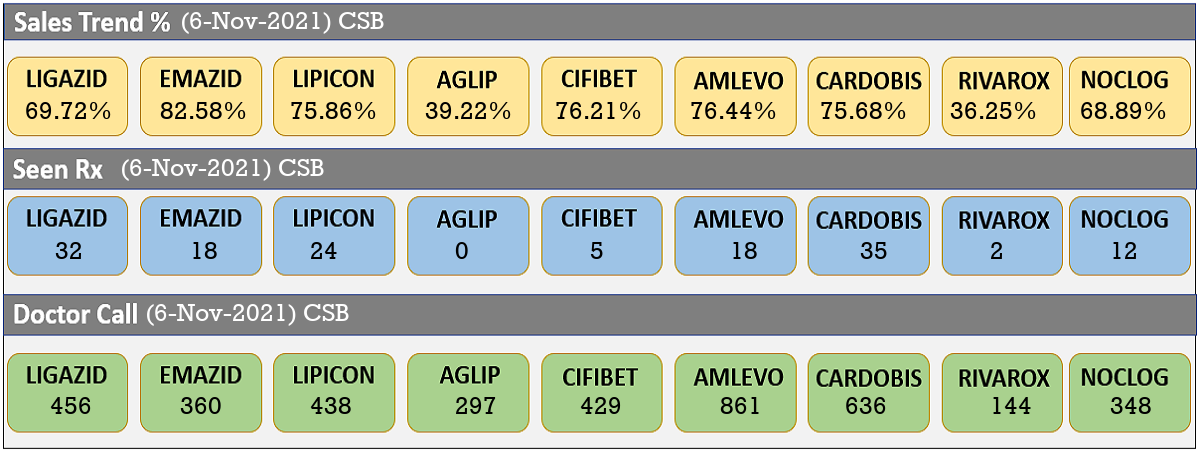 Sales Trend % (6-Nov-2021) CSB
LIGAZID EMAZID LIPICON AGLIP CIFIBET AMLEVO CARDOBIS RIVAROX NOCLOG
69.72% 82.58% 75.86% 39.22% 76.21% 76.44% 75.68% 36.25% 68.89%
Seen Rx (6-Nov-2021) CSB
LIGAZID EMAZID LIPICON AGLIP CIFIBET AMLEVO CARDOBIS RIVAROX NOCLOG
32 18 24 0 5 18 35 2 12
Doctor Call (6-Nov-2021) CSB
LIGAZID EMAZID LIPICON AGLIP CIFIBET AMLEVO CARDOBIS RIVAROX NOCLOG
456 360 438 297 429 861 636 144 348